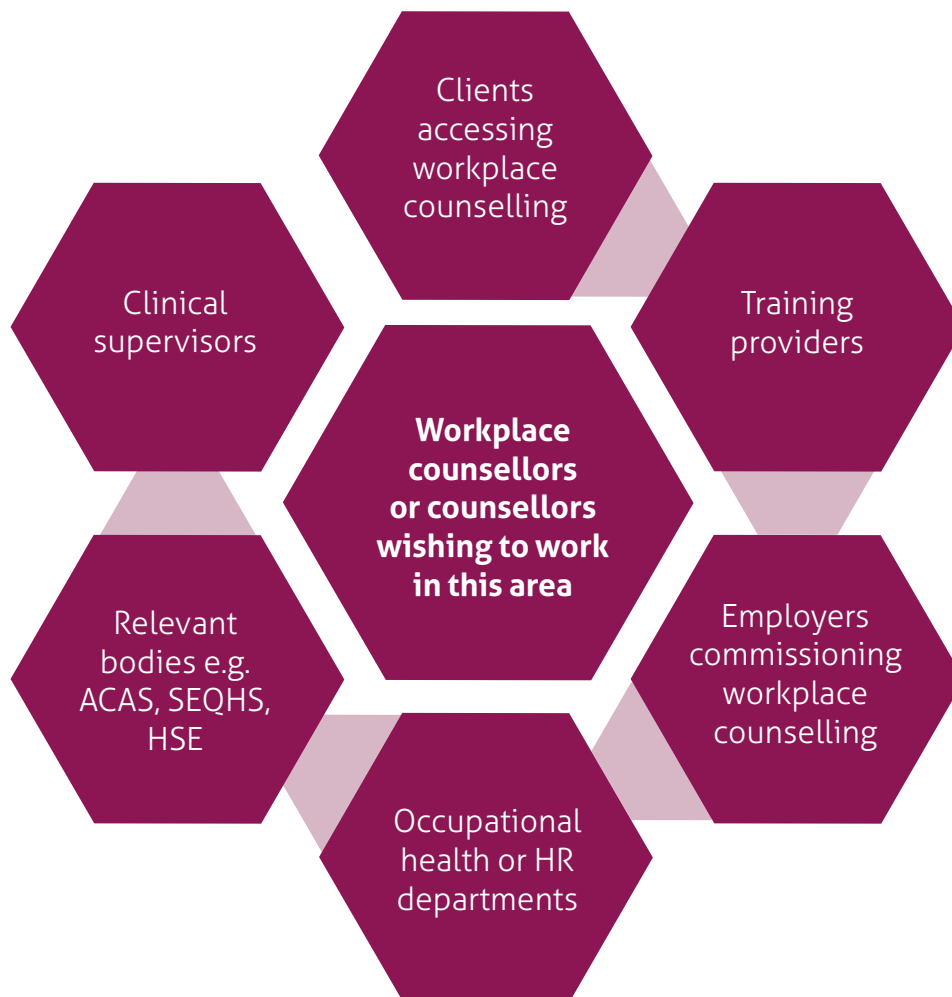 Clients
accessing
workplace
counselling
Clinical
supervisors
Training
providers
Workplace
counsellors
or counsellors
wishing to work
in this area
Relevant
bodies e.g.
ACAS, SEQHS,
HSE
Employers
commissioning
workplace
counselling
Occupational
health or HR
departments